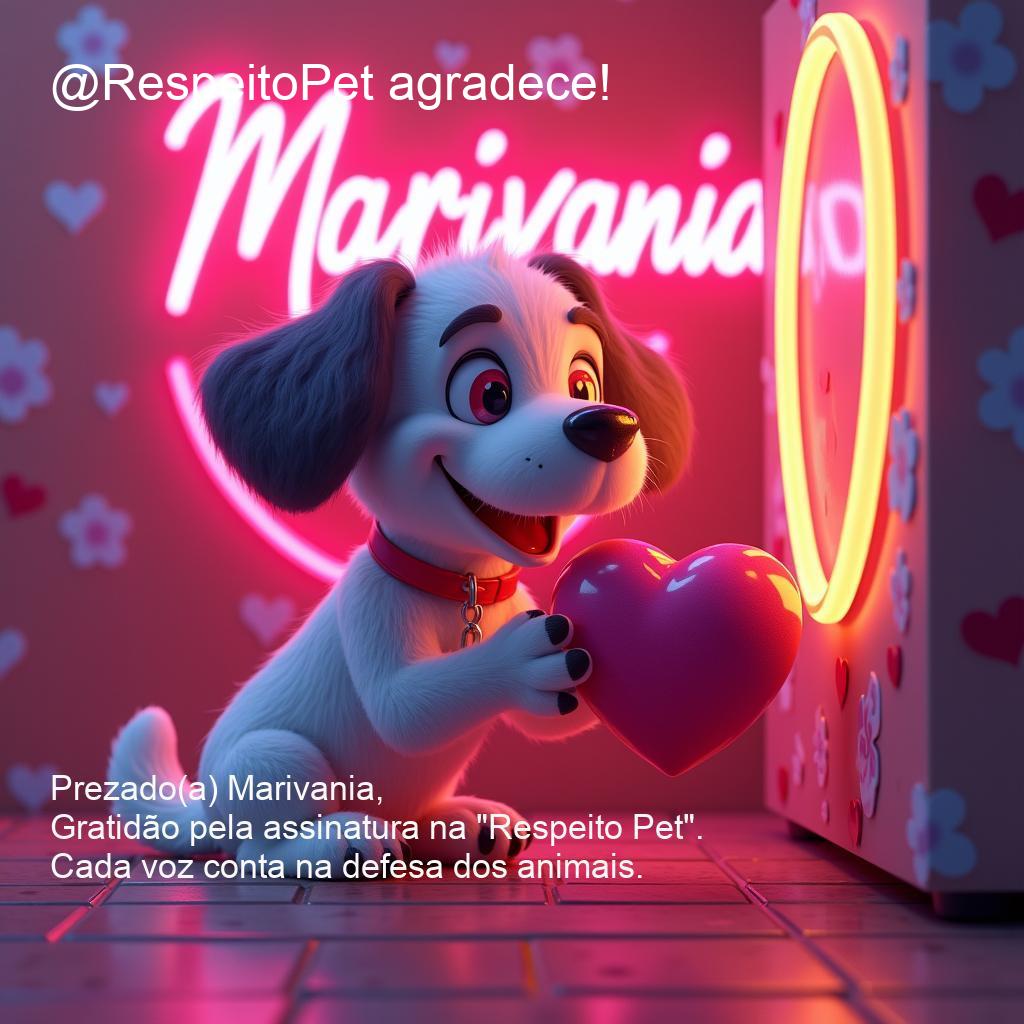 @RespeitoPet agradece!
Marivania
Prezado(a) Marivania,
Gratidão pela assinatura na "Respeito Pet".
Cada voz conta na defesa dos animais.